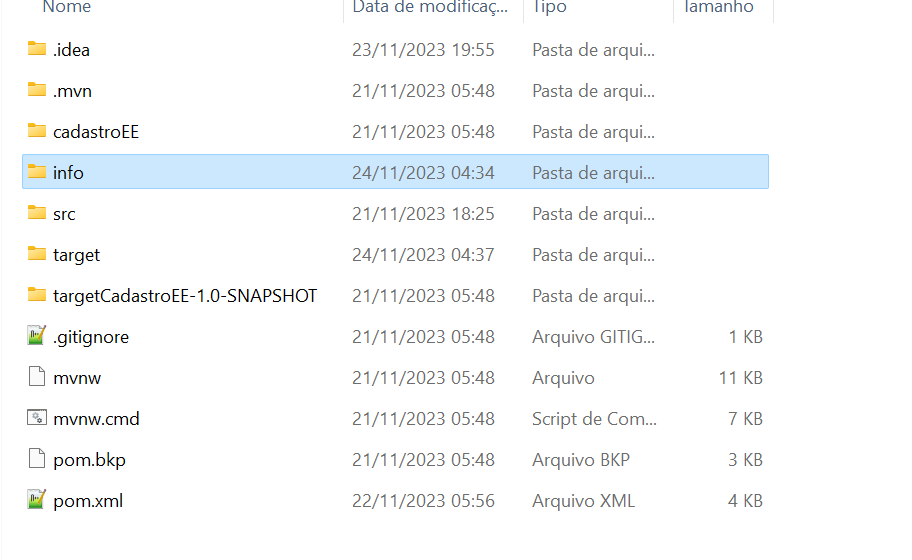 Nome Data de modificaç... Tipo Tamanho
.idea 23/11/2023 19:55 Pasta de arqui...
.mvn 21/11/2023 05:48 Pasta de arqui...
cadastroEE 21/11/2023 05:48 Pasta de arqui...
info 24/11/2023 04:34 Pasta de arqui...
src 21/11/2023 18:25 Pasta de arqui...
target 24/11/2023 04:37 Pasta de arqui...
targetCadastroEE-1.0-SNAPSHOT 21/11/2023 05:48 Pasta de arqui...
.gitignore 21/11/2023 05:48 Arquivo GITIG... 1 KB
mvnw 21/11/2023 05:48 Arquivo 11 KB
mvnw.cmd 21/11/2023 05:48 Script de Com... 7 KB
pom.bkp 21/11/2023 05:48 Arquivo BKP 3 KB
pom.xml 22/11/2023 05:56 Arquivo XML 4 KB